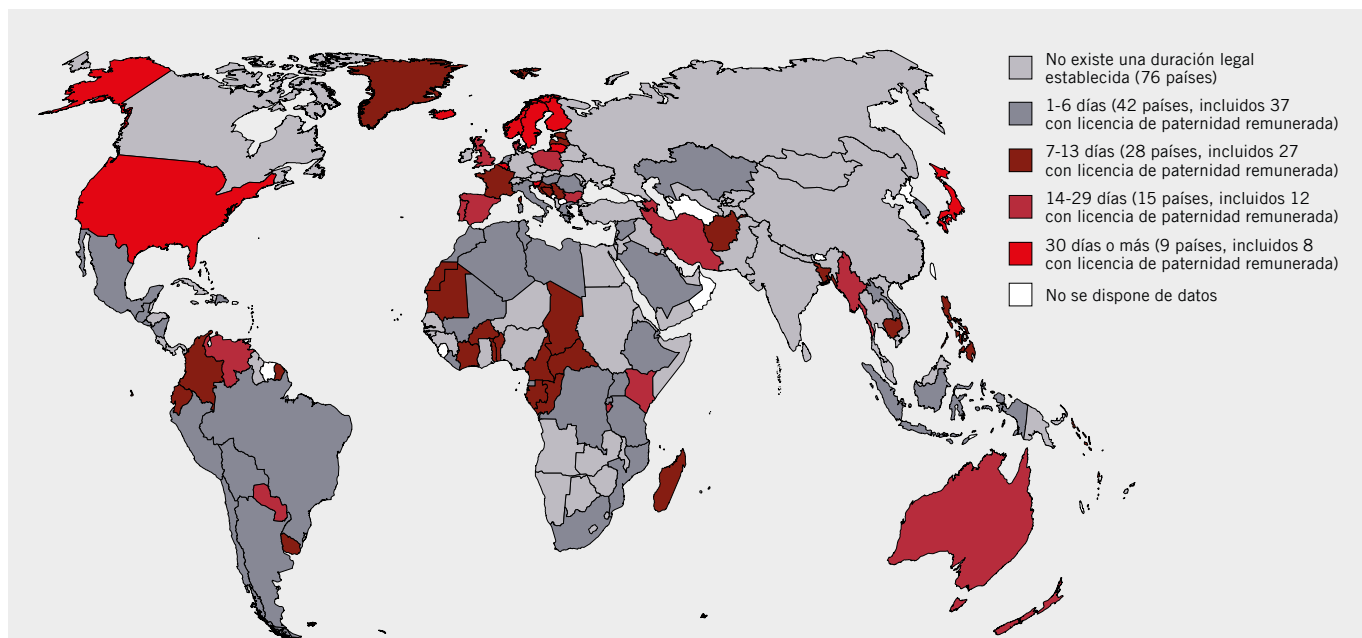 No existe una duración legal
establecida (76 países)
1-6 días (42 países, incluidos 37
con licencia de paternidad remunerada)
7-13 días (28 países, incluidos 27
con licencia de paternidad remunerada)
14-29 días (15 países, incluidos 12
con licencia de paternidad remunerada)
30 días o más (9 países, incluidos 8
con licencia de paternidad remunerada)
No se dispone de datos